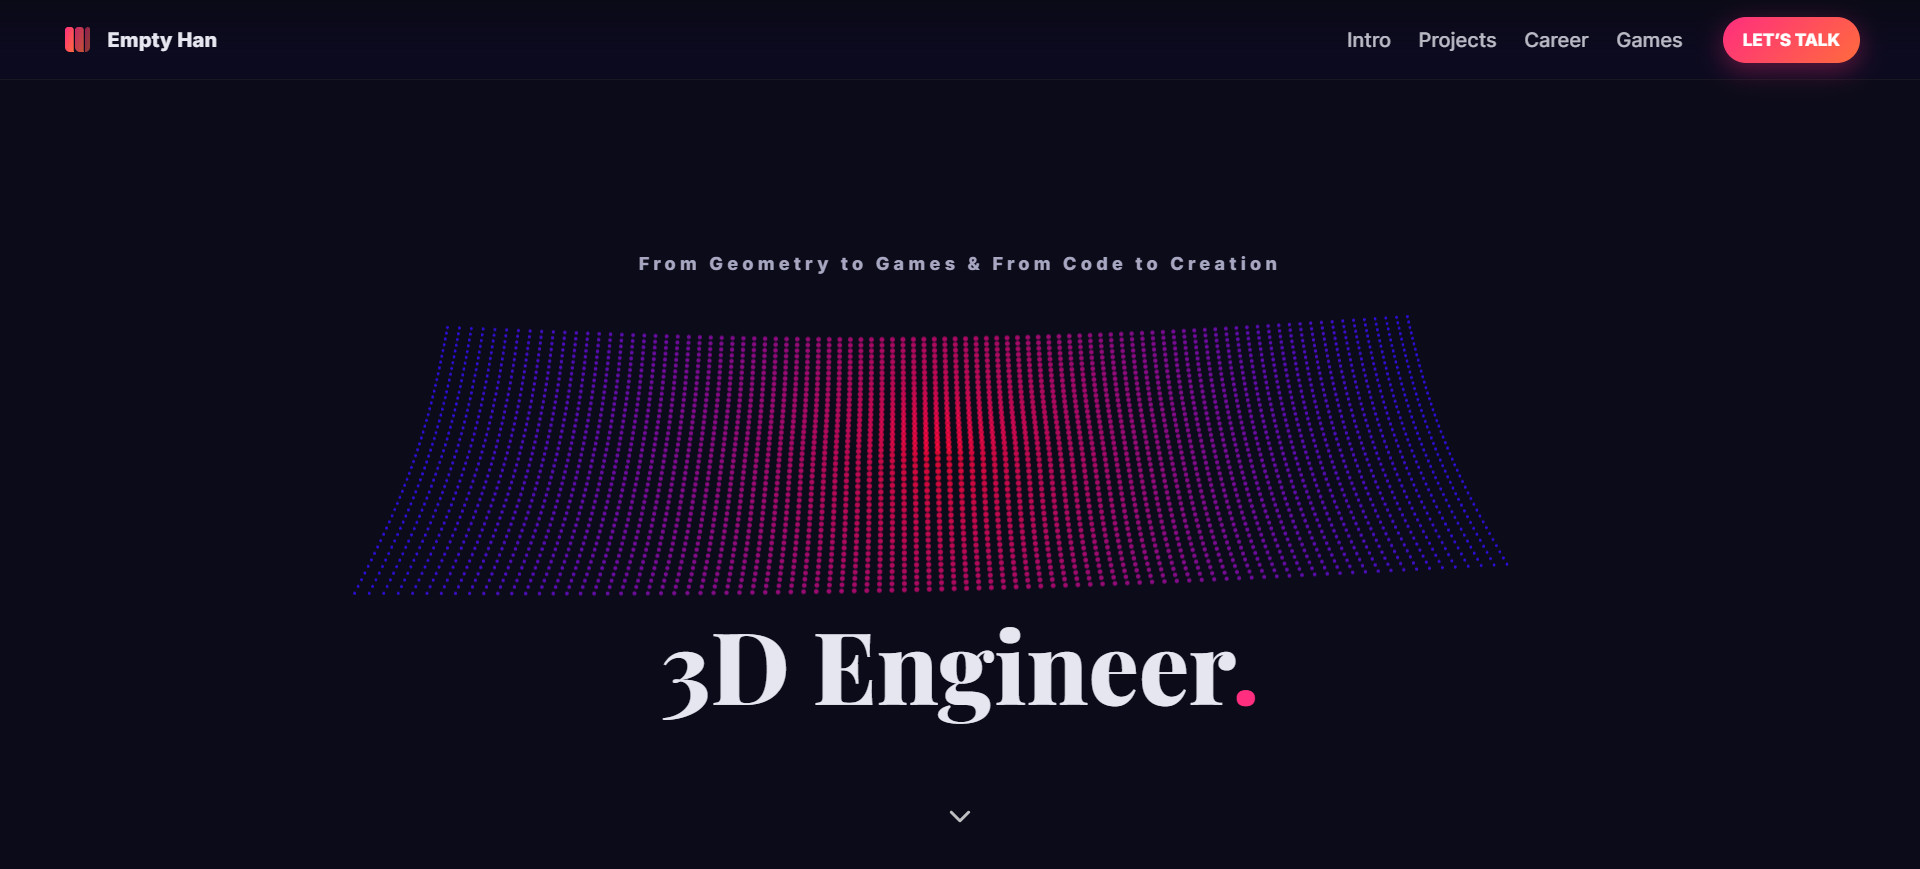 Empty Han
Intro
Projects
Career
Games
LET’S TALK
From Geometry to Games & From Code to Creation
3D Engineer.